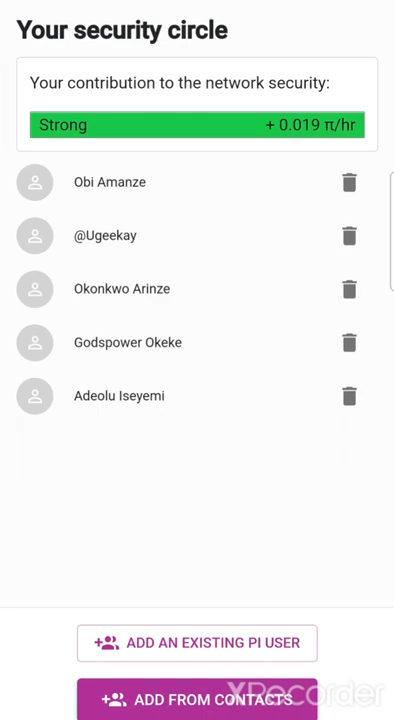 Your security circle
Your contribution to the network security:
Strong + 0.019 π/hr
Obi Amanze
@Ugeekay
Okonkwo Arinze
Godspower Okeke
Adeolu Iseyemi
ADD AN EXISTING PI USER
ADD FROM CONTACTS
XRecorder